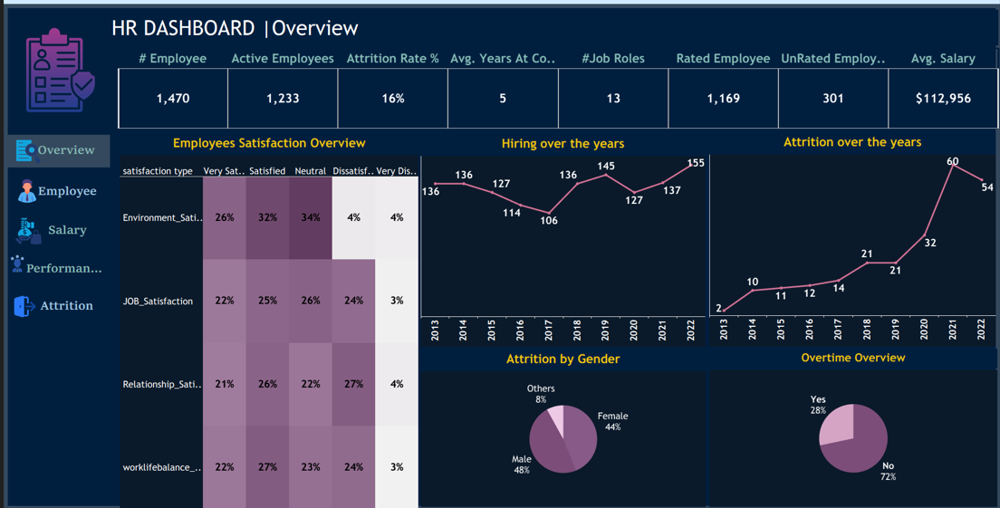 HR DASHBOARD |Overview
# Employee Active Employees Attrition Rate % Avg. Years At Co.. #Job Roles Rated Employee UnRated Employ.. Avg. Salary
1,470 1,233 16% 5 13 1,169 301 $112,956
Overview
Employee
Salary
Performan...
Attrition
Employees Satisfaction Overview
satisfaction type Very Sat.. Satisfied Neutral Dissatisf.. Very Dis..
Environment_Sati.. 26% 32% 34% 4% 4%
JOB_Satisfaction 22% 25% 26% 24% 3%
Relationship_Sati.. 21% 26% 22% 27% 4%
worklifebalance_.. 22% 27% 23% 24% 3%
Hiring over the years
136 136 127 114 106 136 145 127 137 155
2013 2014 2015 2016 2017 2018 2019 2020 2021 2022
Attrition over the years
2 10 11 12 14 21 21 32 60 54
2013 2014 2015 2016 2017 2018 2019 2020 2021 2022
Attrition by Gender
Others
8%
Female
44%
Male
48%
Overtime Overview
Yes
28%
No
72%